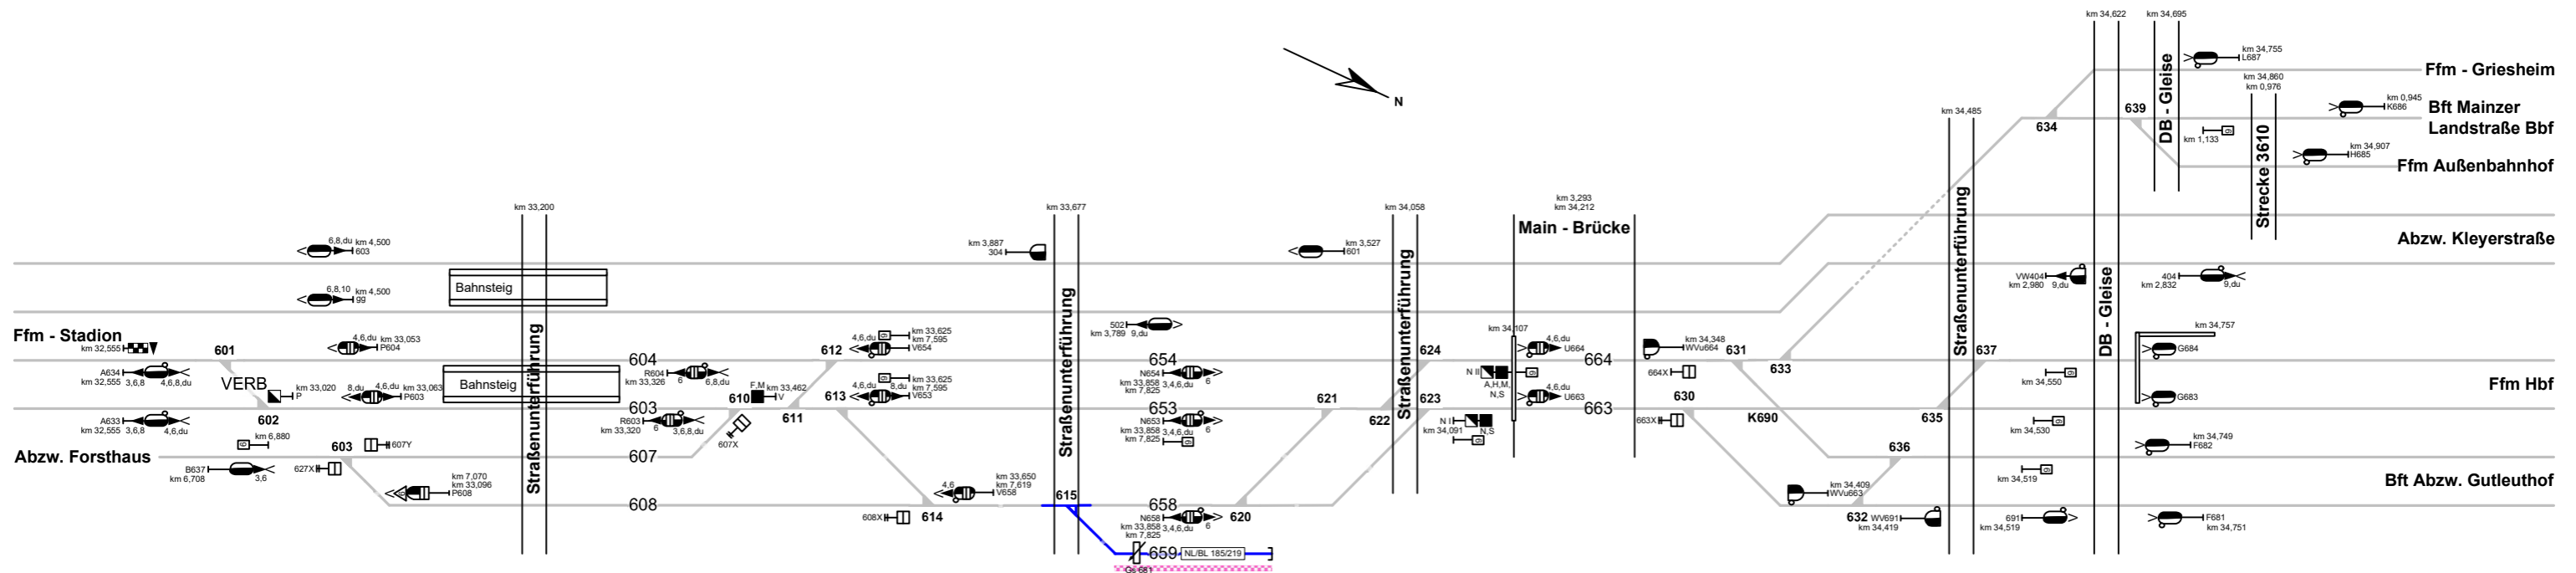 km 34,622
km 34,695
km 34,755
L687
Ffm - Griesheim
km 34,860
km 0,976
km 0,945
K686
Bft Mainzer
Landstraße Bbf
639
634
km 1,133
km 34,907
H685
Ffm Außenbahnhof
DB - Gleise
Strecke 3610
N
km 34,485
km 33,200
km 33,677
km 34,058
km 3,293
km 34,212
Main - Brücke
Abzw. Kleyerstraße
6,8,du
km 4,500
603
km 3,887
304
km 3,527
601
6,8,10
km 4,500
gg
Bahnsteig
VW404
km 2,980
9,du
404
km 2,832
9,du
Straßenunterführung
Straßenunterführung
Straßenunterführung
Straßenunterführung
DB - Gleise
Ffm - Stadion
km 32,555
601
4,6,du
km 33,053
P604
604
612
4,6,du
km 33,625
km 7,595
V654
502
km 3,789
9,du
654
624
km 34,107
4,6,du
U664
664
km 34,348
WVu664
631
633
637
km 34,757
G684
A634
km 32,555
3,6,8
4,6,8,du
VERB
km 33,020
P
8,du
4,6,du
km 33,063
P603
Bahnsteig
R604
km 33,326
6
6,8,du
F,M
km 33,462
V
4,6,du
8,du
km 33,625
km 7,595
V653
N654
km 33,858
km 7,825
3,4,6,du
6
N II
A,H,M,
N,S
4,6,du
U663
664X
km 34,550
G683
Ffm Hbf
A633
km 32,555
3,6,8
4,6,du
602
603
610
611
613
653
621
622
623
663
630
K690
635
R603
km 33,320
6
3,6,8,du
607X
N653
km 33,858
km 7,825
3,4,6,du
6
N I
km 34,091
N,S
663X
km 34,530
km 6,880
603
607Y
km 34,749
F682
636
Abzw. Forsthaus
607
B637
km 6,708
3,6
627X
km 7,070
km 33,096
P608
4,6
km 33,650
km 7,619
V658
km 34,519
Bft Abzw. Gutleuthof
km 34,409
WVu663
608
608X
614
615
658
N658
km 33,858
km 7,825
3,4,6,du
6
620
632
WV691
km 34,419
691
km 34,519
F681
km 34,751
659
NL/BL 185/219
Gs 681